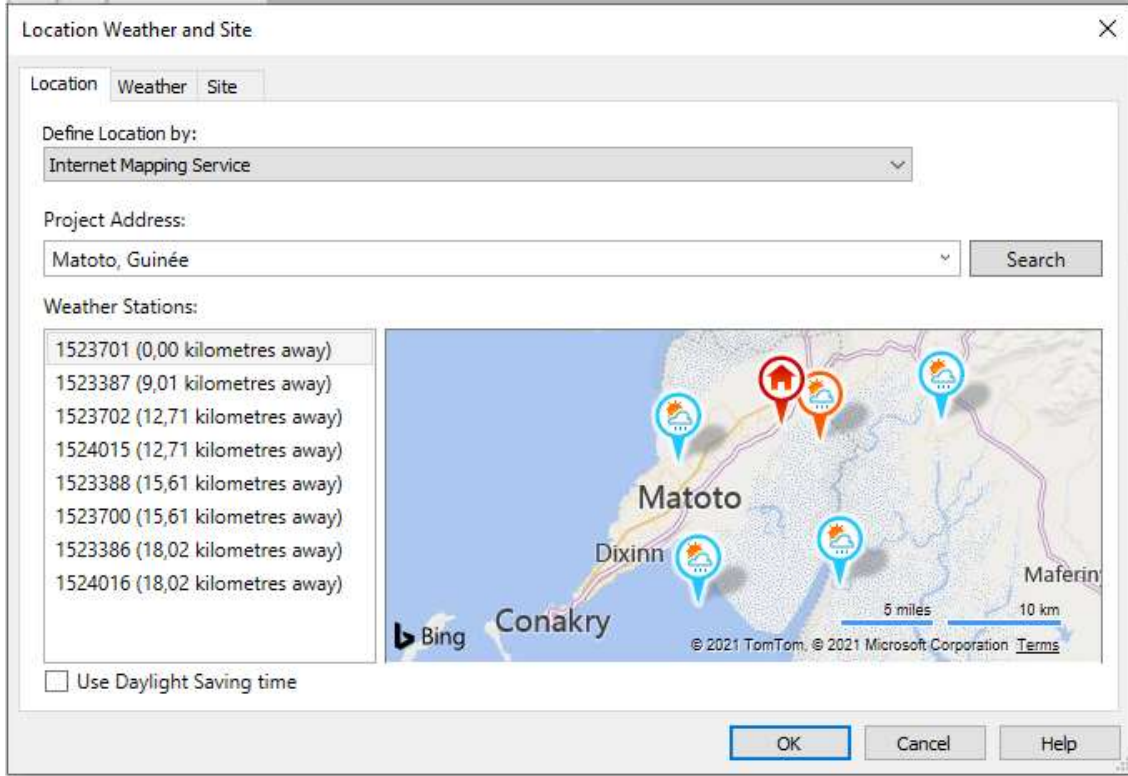 Location Weather and Site
Location Weather Site
Define Location by:
Internet Mapping Service
Project Address:
Matoto, Guinée
Search
Weather Stations:
1523701 (0,00 kilometres away)
1523387 (9,01 kilometres away)
1523702 (12,71 kilometres away)
1524015 (12,71 kilometres away)
1523388 (15,61 kilometres away)
1523700 (15,61 kilometres away)
1523386 (18,02 kilometres away)
1524016 (18,02 kilometres away)
Matoto
Dixinn
Maferin
Conakry
5 miles 10 km
Bing
© 2021 TomTom, © 2021 Microsoft Corporation Terms
Use Daylight Saving time
OK Cancel Help